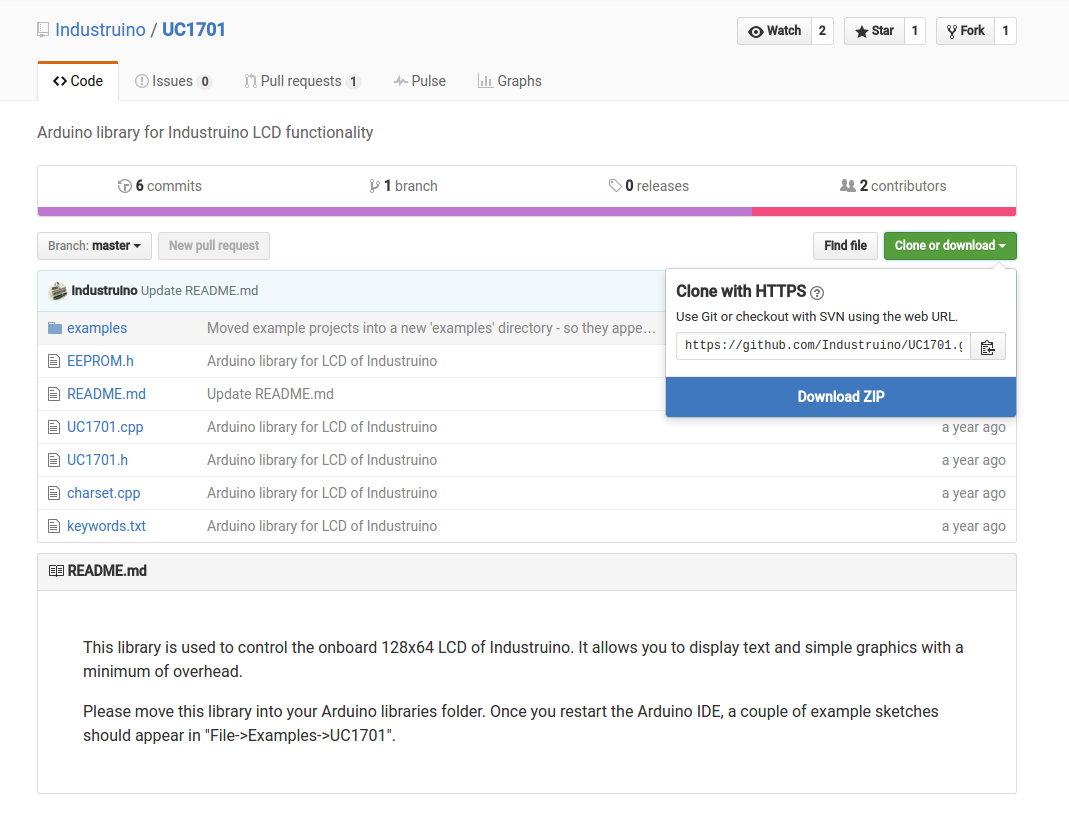 Industruino / UC1701
Watch 2 Star 1 Fork 1
Code Issues 0 Pull requests 1 Pulse Graphs
Arduino library for Industruino LCD functionality
6 commits 1 branch 0 releases 2 contributors
Branch: master New pull request Find file Clone or download
Industruino Update README.md
Clone with HTTPS ?
Use Git or checkout with SVN using the web URL.
https://github.com/Industruino/UC1701.g
Download ZIP
examples Moved example projects into a new 'examples' directory - so they appe…
EEPROM.h Arduino library for LCD of Industruino
README.md Update README.md
UC1701.cpp Arduino library for LCD of Industruino a year ago
UC1701.h Arduino library for LCD of Industruino a year ago
charset.cpp Arduino library for LCD of Industruino a year ago
keywords.txt Arduino library for LCD of Industruino a year ago
README.md
This library is used to control the onboard 128x64 LCD of Industruino. It allows you to display text and simple graphics with a
minimum of overhead.
Please move this library into your Arduino libraries folder. Once you restart the Arduino IDE, a couple of example sketches
should appear in "File->Examples->UC1701".